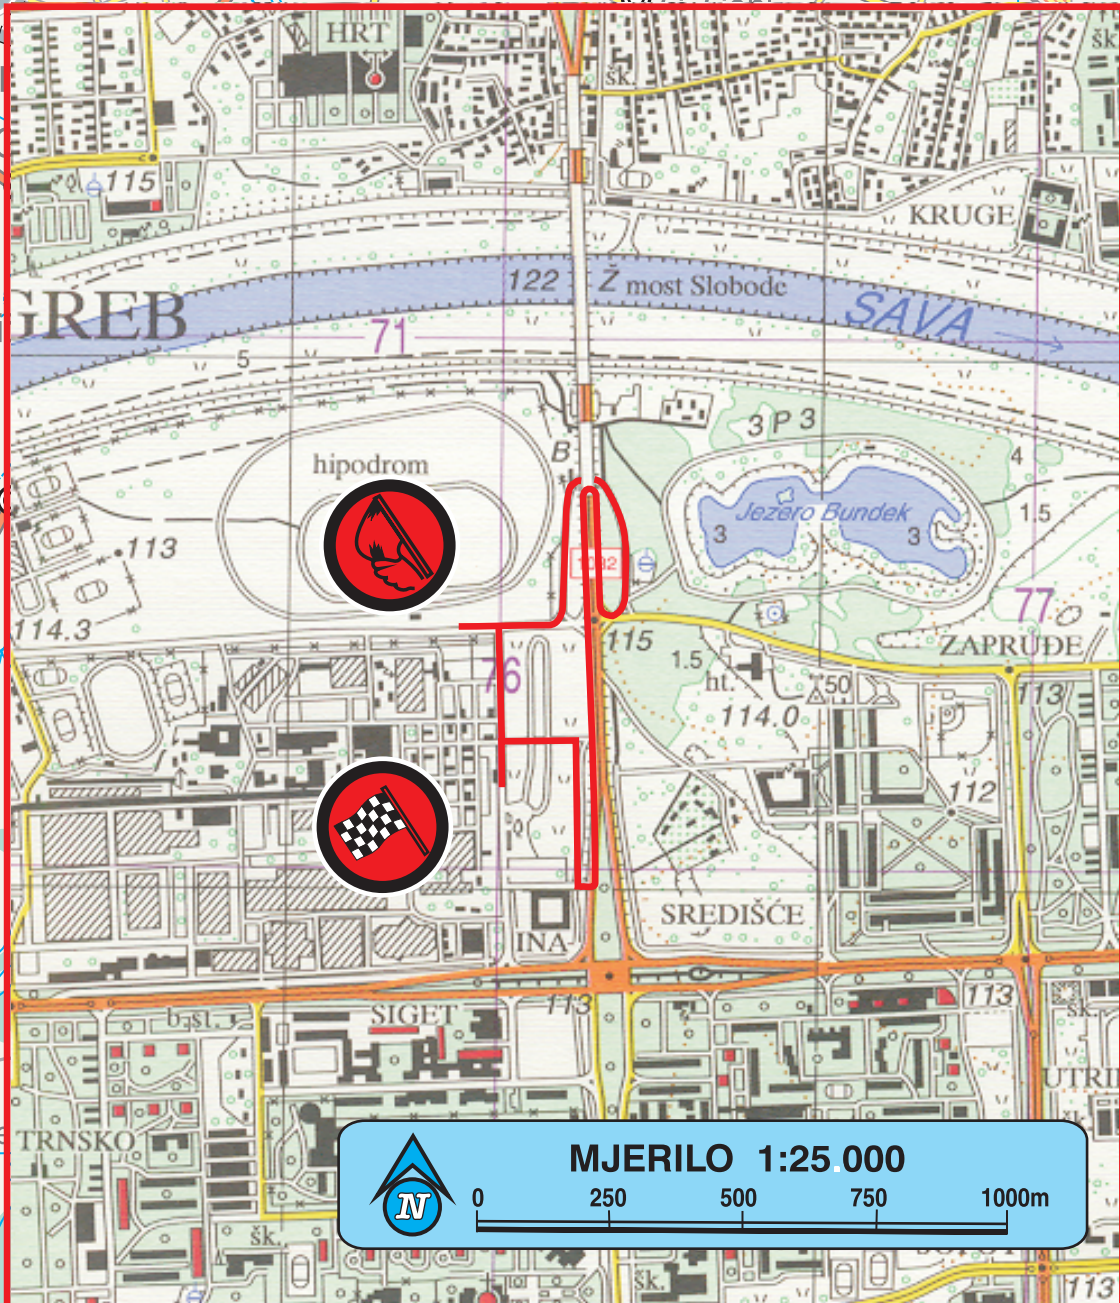 HRT
šk.
115
KRUGE
122
Ž most Slobode
SAVA
GREB
71
5
3 P 3
B
hipodrom
4
Jezero Bundek
1.5
3
3
113
77
114.3
115
ZAPRUĐE
76
1.5
ht.
50
113
114.0
112
SREDIŠĆE
INA
113
113
SIGET
šk.
TRNSKO
MJERILO 1:25.000
N
0 250 500 750 1000m
šk.
šk.
113